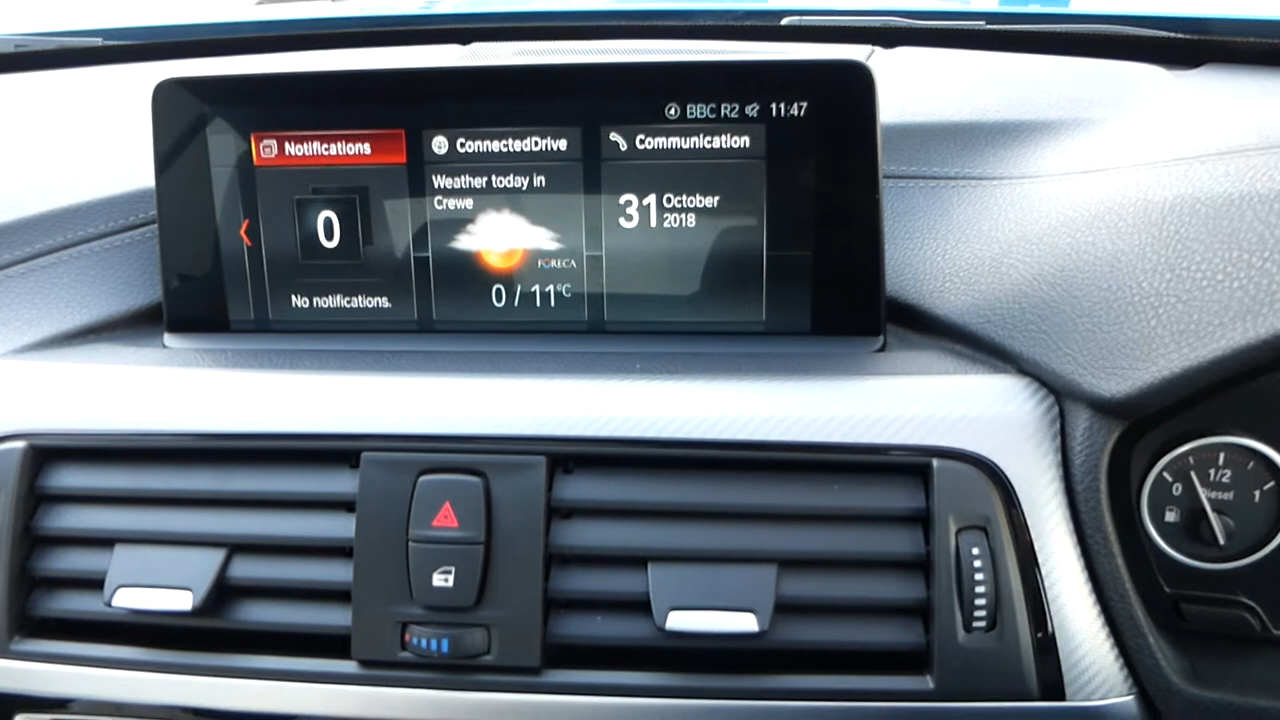 4 BBC R2 11:47
Notifications
0
No notifications.
ConnectedDrive
Weather today in
Crewe
FORECA
0 / 11°C
Communication
31 October
2018
0 1/2 1
Diesel